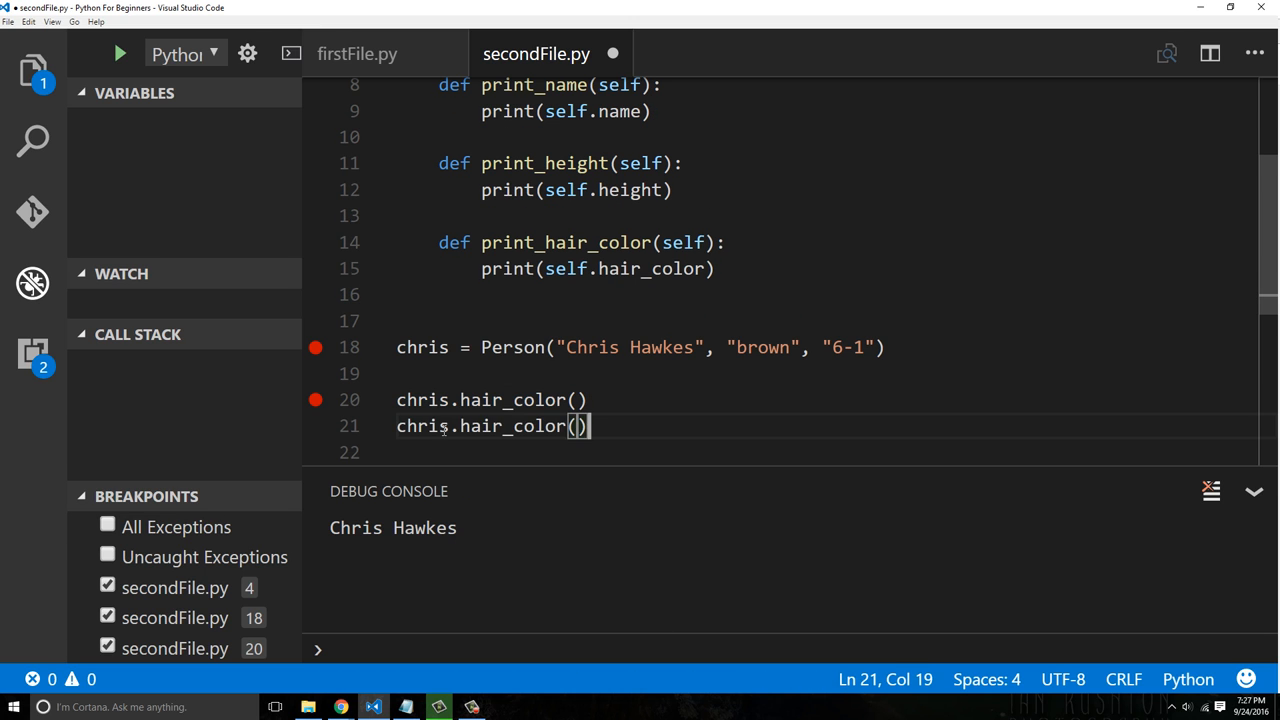 ● secondFile.py - Python For Beginners - Visual Studio Code
File Edit View Go Help
Pythor
firstFile.py
secondFile.py
1
VARIABLES
WATCH
CALL STACK
2
BREAKPOINTS
All Exceptions
Uncaught Exceptions
secondFile.py 4
secondFile.py 18
secondFile.py 20
8 def print_name(self):
9 print(self.name)
10
11 def print_height(self):
12 print(self.height)
13
14 def print_hair_color(self):
15 print(self.hair_color)
16
17
18 chris = Person("Chris Hawkes", "brown", "6-1")
19
20 chris.hair_color()
21 chris.hair_color()
22
DEBUG CONSOLE
Chris Hawkes
0 0
Ln 21, Col 19 Spaces: 4 UTF-8 CRLF Python
I'm Cortana. Ask me anything.
7:27 PM
9/24/2016